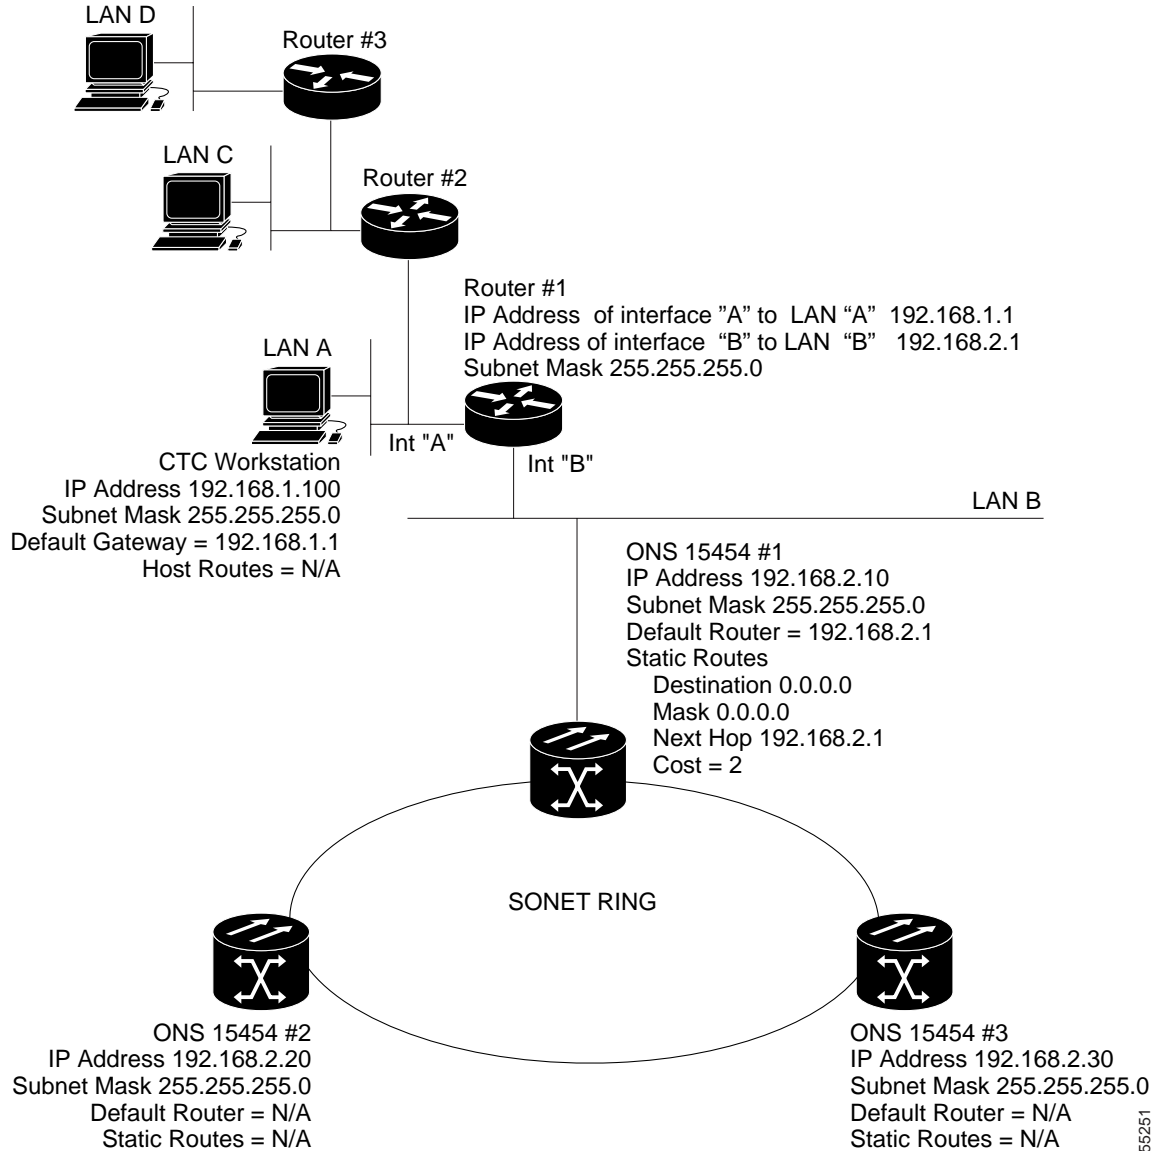 LAN D
Router #3
LAN C
Router #2
Router #1
IP Address  of interface ”A” to  LAN “A”  192.168.1.1
IP Address of interface  “B” to LAN  “B”   192.168.2.1
Subnet Mask 255.255.255.0
LAN A
Int "A"
Int "B"
CTC Workstation
IP Address 192.168.1.100
Subnet Mask 255.255.255.0
Default Gateway = 192.168.1.1
Host Routes = N/A
LAN B
ONS 15454 #1
IP Address 192.168.2.10
Subnet Mask 255.255.255.0
Default Router = 192.168.2.1
Static Routes
Destination 0.0.0.0
Mask 0.0.0.0
Next Hop 192.168.2.1
Cost = 2
SONET RING
ONS 15454 #2
IP Address 192.168.2.20
Subnet Mask 255.255.255.0
Default Router = N/A
Static Routes = N/A
ONS 15454 #3
IP Address 192.168.2.30
Subnet Mask 255.255.255.0
Default Router = N/A
Static Routes = N/A
55251